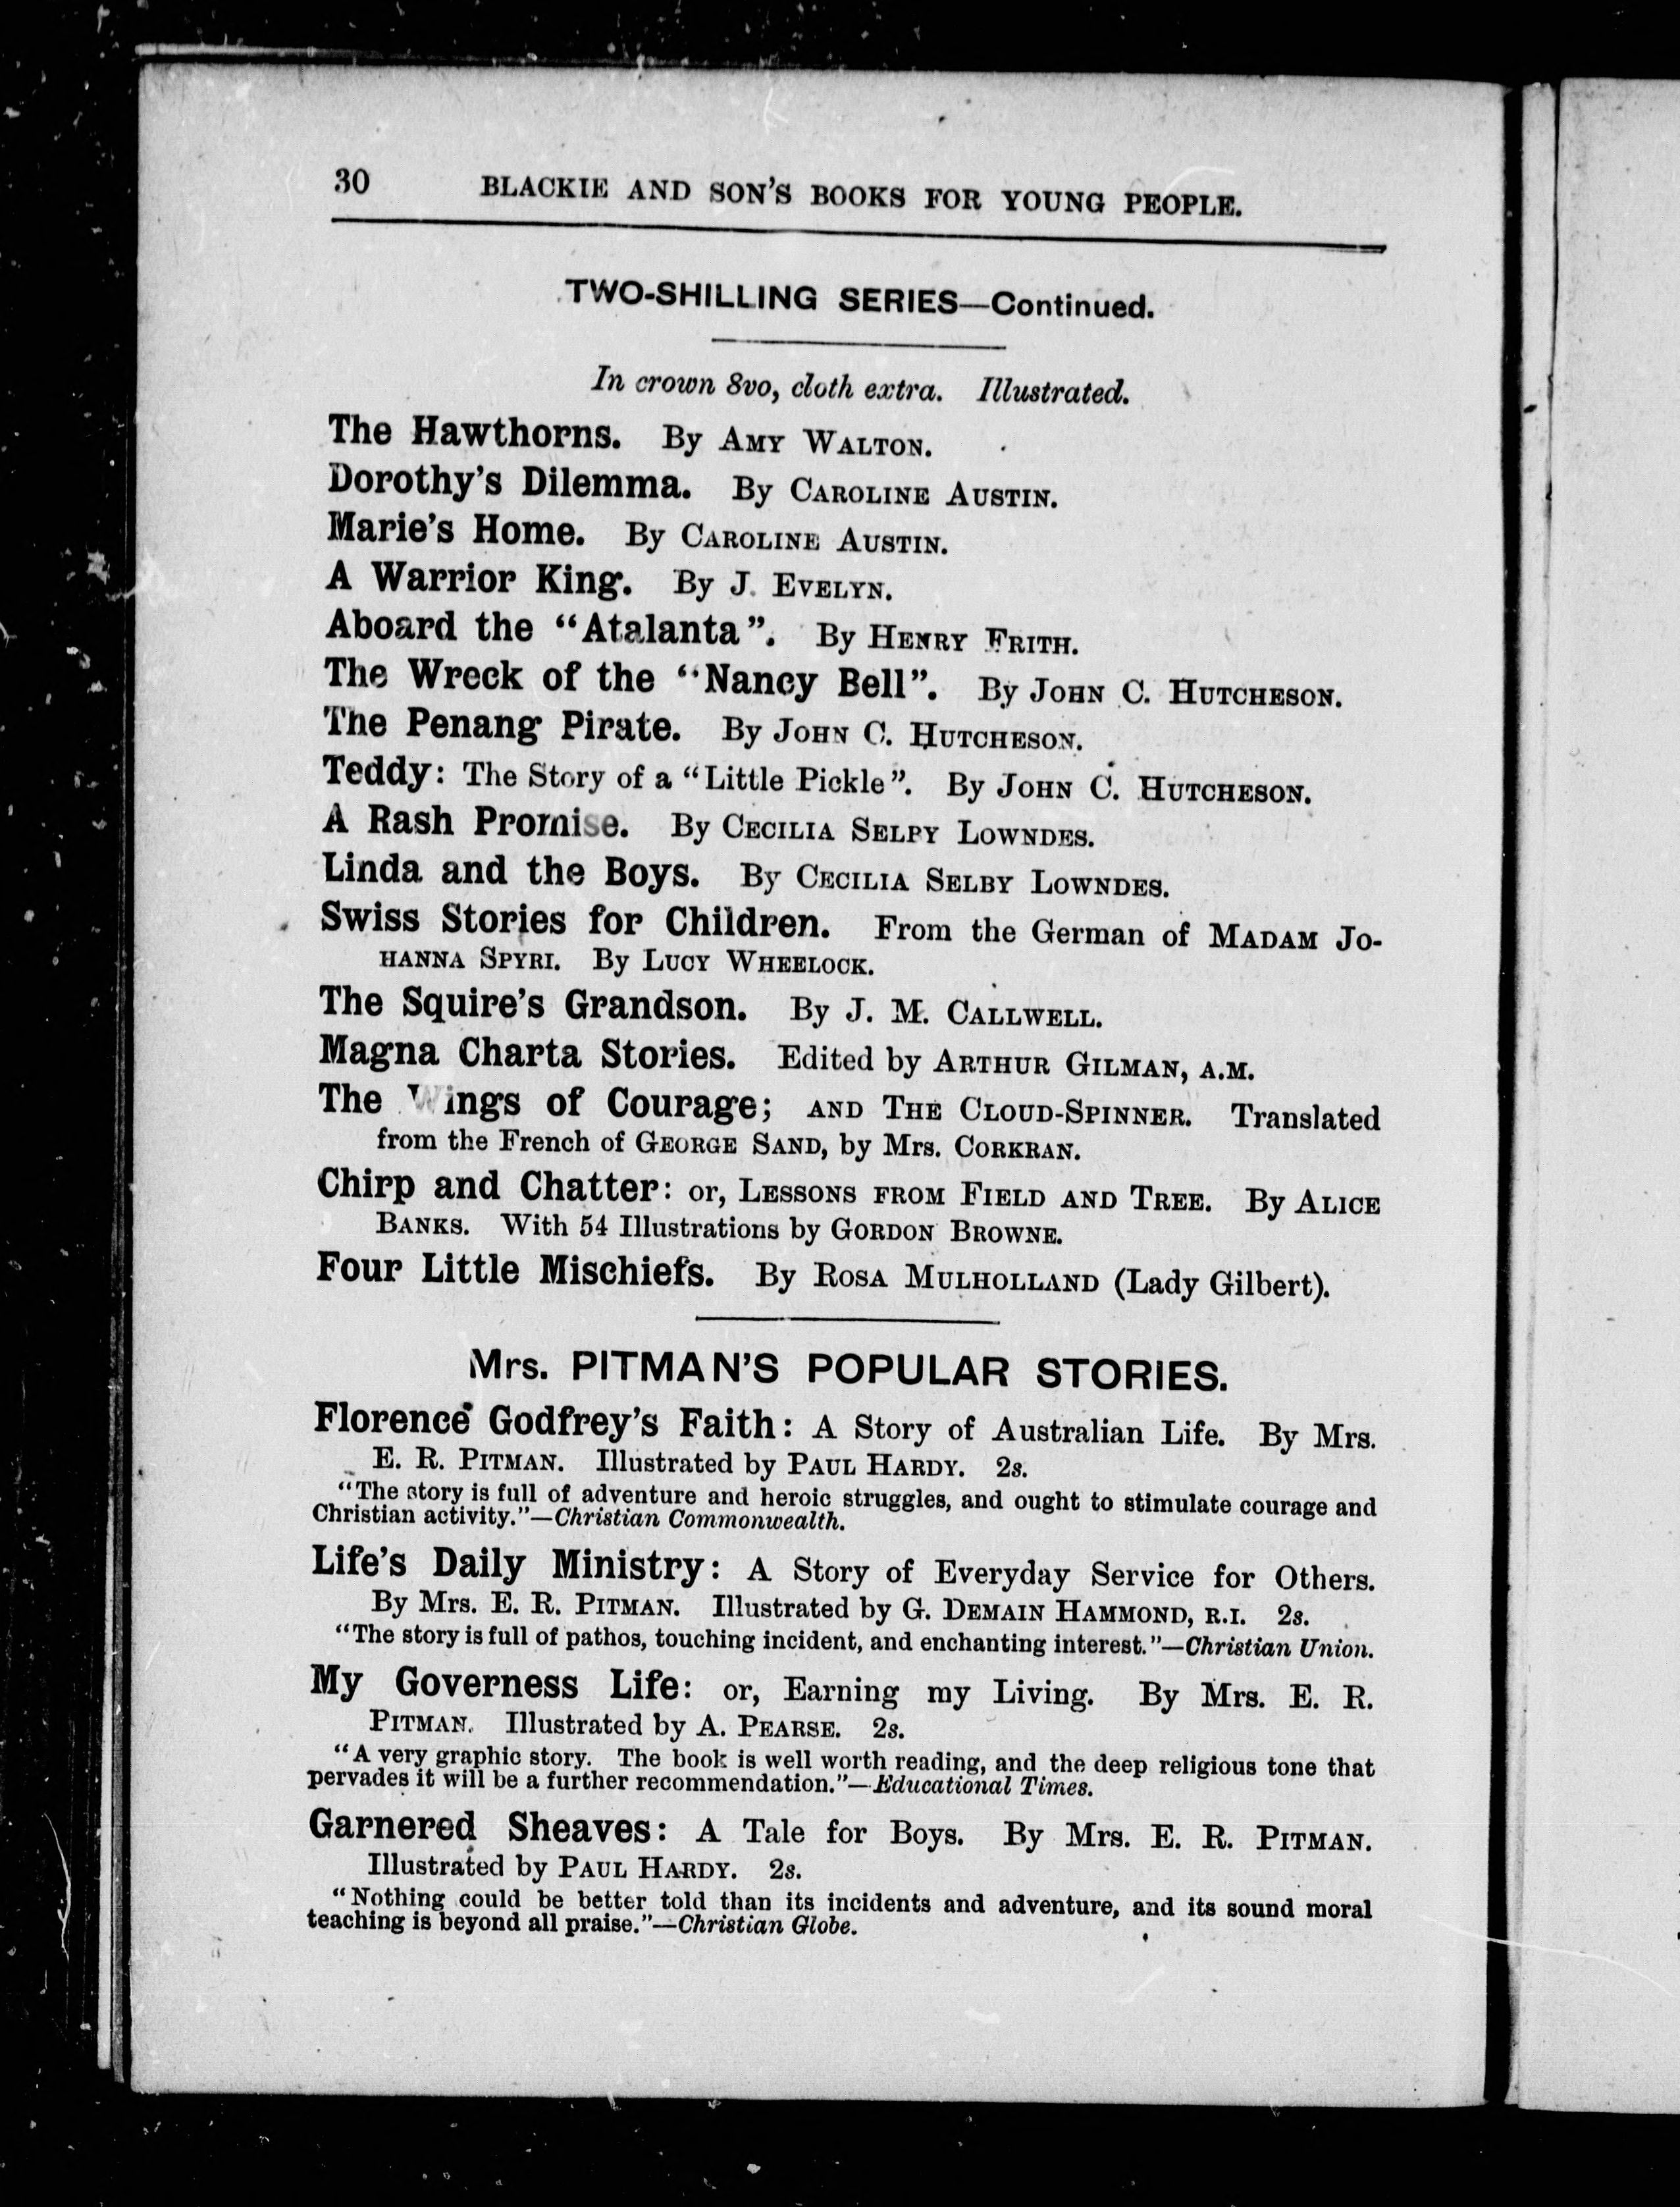 30 BLACKIE AND SON'S BOOKS FOR YOUNG PEOPLE.
TWO-SHILLING SERIES—Continued.
In crown 8vo, cloth extra. Illustrated.
The Hawthorns. By AMY WALTON.
Dorothy's Dilemma. By CAROLINE AUSTIN.
Marie's Home. By CAROLINE AUSTIN.
A Warrior King. By J. EVELYN.
Aboard the "Atalanta". By HENRY FRITH.
The Wreck of the "Nancy Bell". By JOHN C. HUTCHESON.
The Penang Pirate. By JOHN C. HUTCHESON.
Teddy: The Story of a "Little Pickle". By JOHN C. HUTCHESON.
A Rash Promise. By CECILIA SELBY LOWNDES.
Linda and the Boys. By CECILIA SELBY LOWNDES.
Swiss Stories for Children. From the German of MADAM JO-
HANNA SPYRI. By LUCY WHEELOCK.
The Squire's Grandson. By J. M. CALLWELL.
Magna Charta Stories. Edited by ARTHUR GILMAN, A.M.
The Wings of Courage; AND THE CLOUD-SPINNER. Translated
from the French of GEORGE SAND, by Mrs. CORKRAN.
Chirp and Chatter: or, LESSONS FROM FIELD AND TREE. By ALICE
BANKS. With 54 Illustrations by GORDON BROWNE.
Four Little Mischiefs. By ROSA MULHOLLAND (Lady Gilbert).
Mrs. PITMAN'S POPULAR STORIES.
Florence Godfrey's Faith: A Story of Australian Life. By Mrs.
E. R. PITMAN. Illustrated by PAUL HARDY. 2s.
"The story is full of adventure and heroic struggles, and ought to stimulate courage and
Christian activity."—Christian Commonwealth.
Life's Daily Ministry: A Story of Everyday Service for Others.
By Mrs. E. R. PITMAN. Illustrated by G. DEMAIN HAMMOND, R.I. 2s.
"The story is full of pathos, touching incident, and enchanting interest."—Christian Union.
My Governess Life: or, Earning my Living. By Mrs. E. R.
PITMAN. Illustrated by A. PEARSE. 2s.
"A very graphic story. The book is well worth reading, and the deep religious tone that
pervades it will be a further recommendation."—Educational Times.
Garnered Sheaves: A Tale for Boys. By Mrs. E. R. PITMAN.
Illustrated by PAUL HARDY. 2s.
"Nothing could be better told than its incidents and adventure, and its sound moral
teaching is beyond all praise."—Christian Globe.